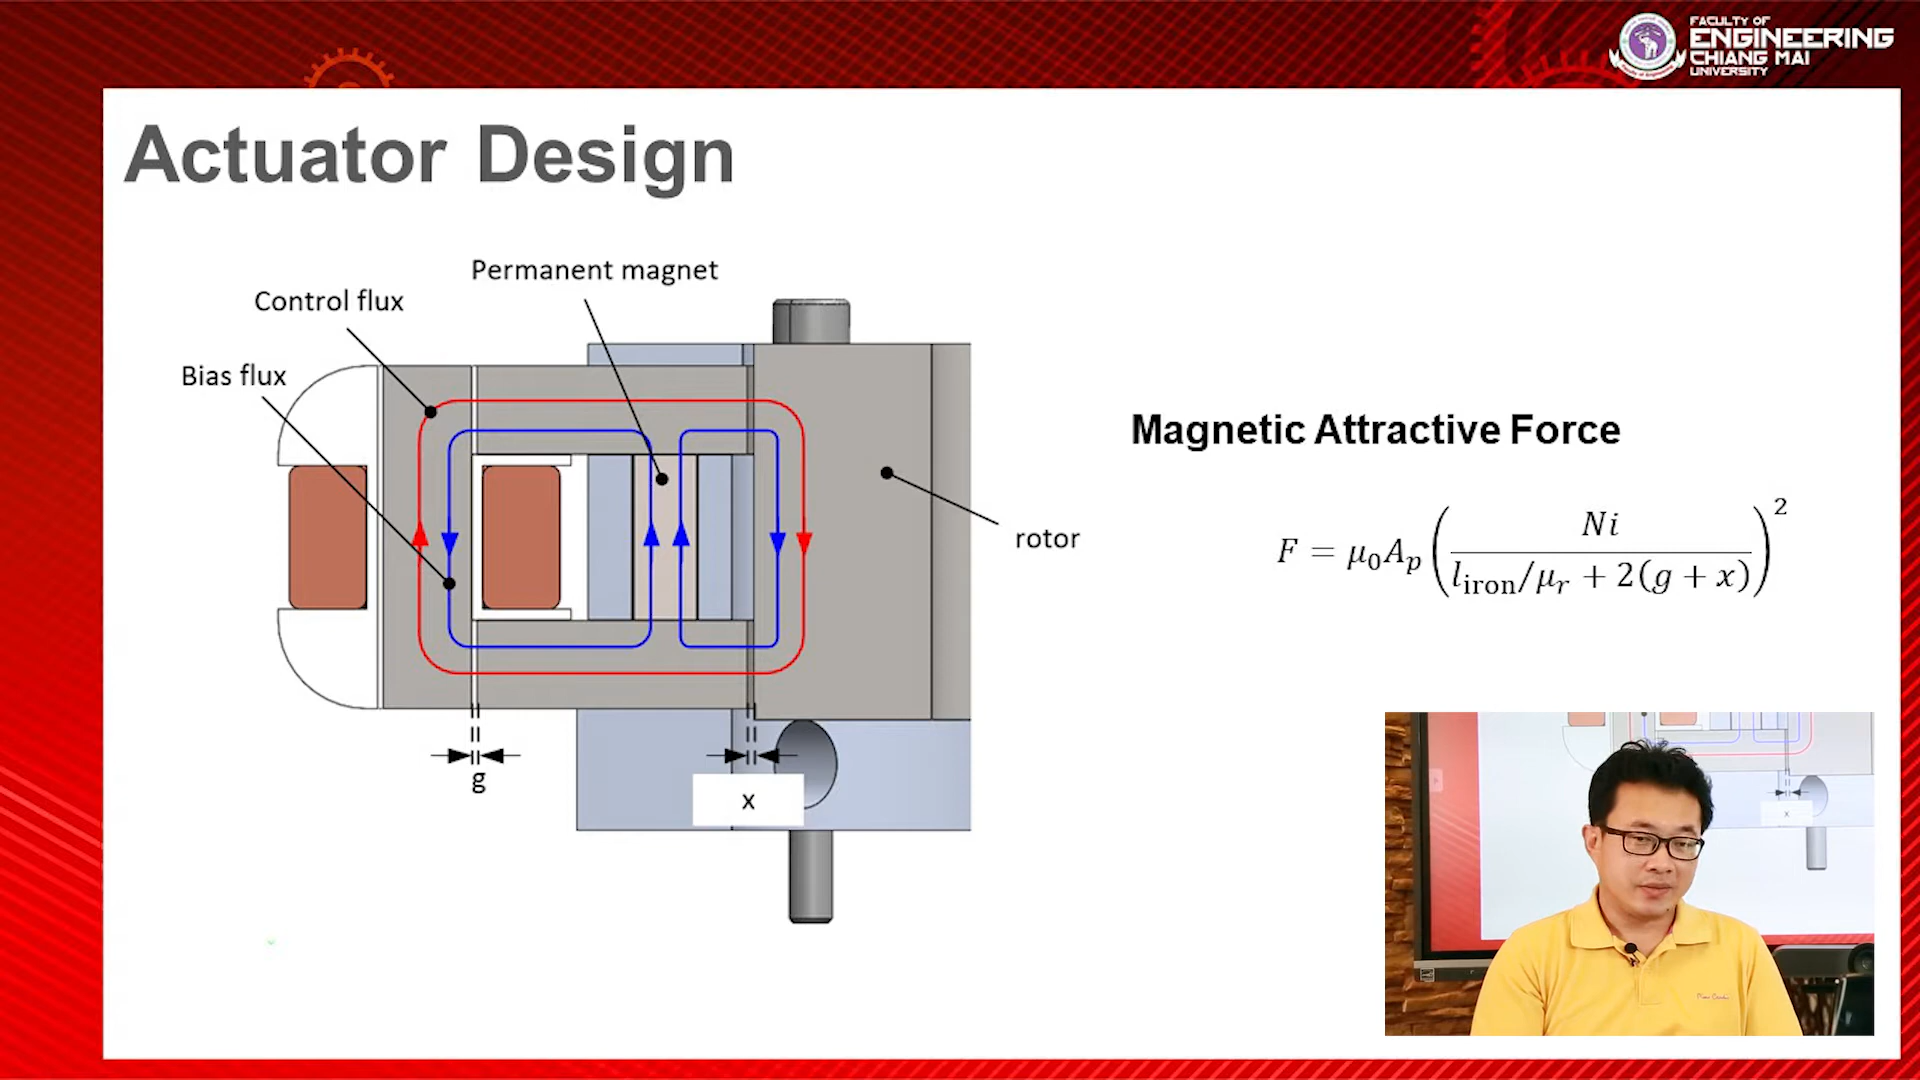 FACULTY OF
ENGINEERING
CHIANG MAI
UNIVERSITY
Actuator Design
Permanent magnet
Control flux
Bias flux
Magnetic Attractive Force
F = μ₀Aₚ(Ni / (l_iron/μᵣ + 2(g + x)))²
rotor
g
x
x